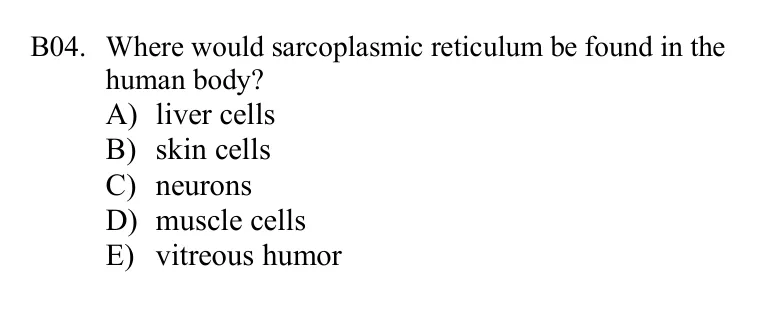 B04. Where would sarcoplasmic reticulum be found in the
human body?
A) liver cells
B) skin cells
C) neurons
D) muscle cells
E) vitreous humor